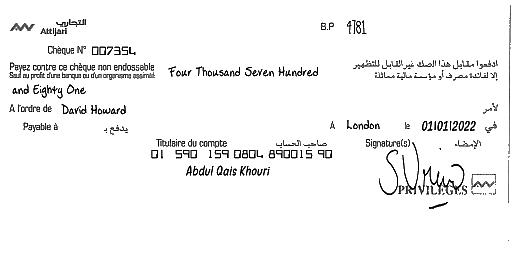 التجاري
Attijari
B.P 4781
Chèque N° 007354
Payez contre ce chèque non endossable
ادفعوا مقابل هذا الصك غير القابل للتظهير
Sauf au profit d'une banque ou d'un organisme assimilé
Four Thousand Seven Hundred
إلا لفائدة مصرف أو مؤسسة مالية مماثلة
and Eighty One
A l'ordre de David Howard
لأمر
Payable à يدفع بـ
A London le 01/01/2022 في
Titulaire du compte صاحب الحساب
Signature(s) الإمضاء
01 590 159 0804 890015 90
Abdul Qais Khouri
PRIVILEGES